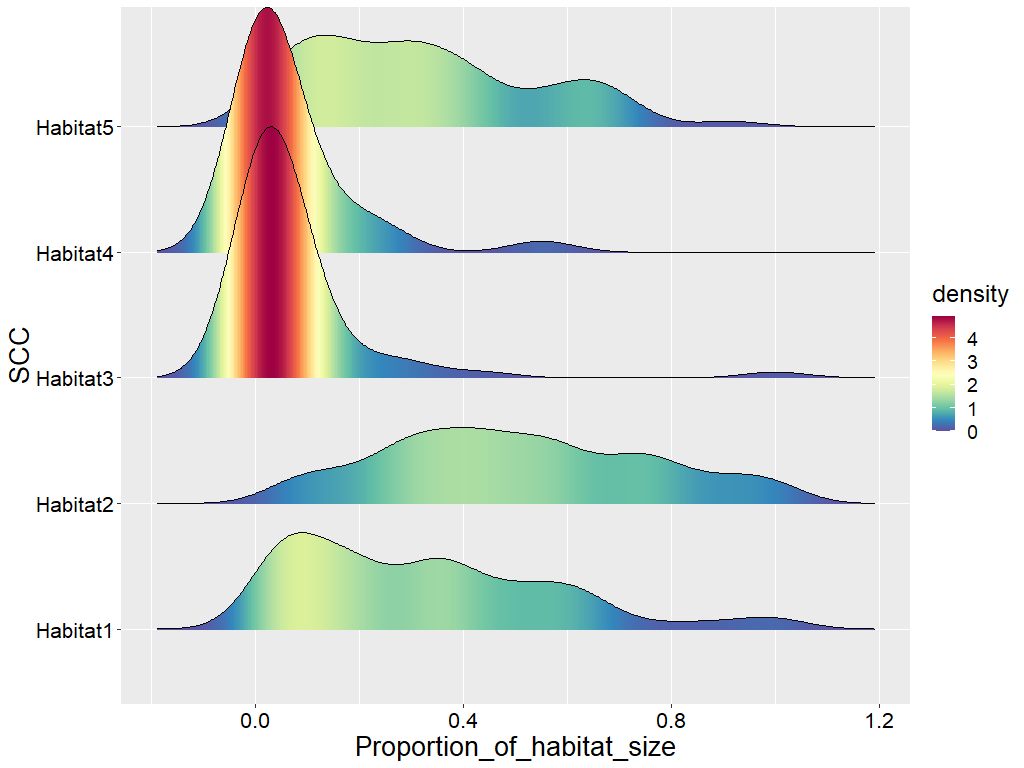 Habitat5
Habitat4
Habitat3
Habitat2
Habitat1
SCC
0.0 0.4 0.8 1.2
Proportion_of_habitat_size
density
4
3
2
1
0